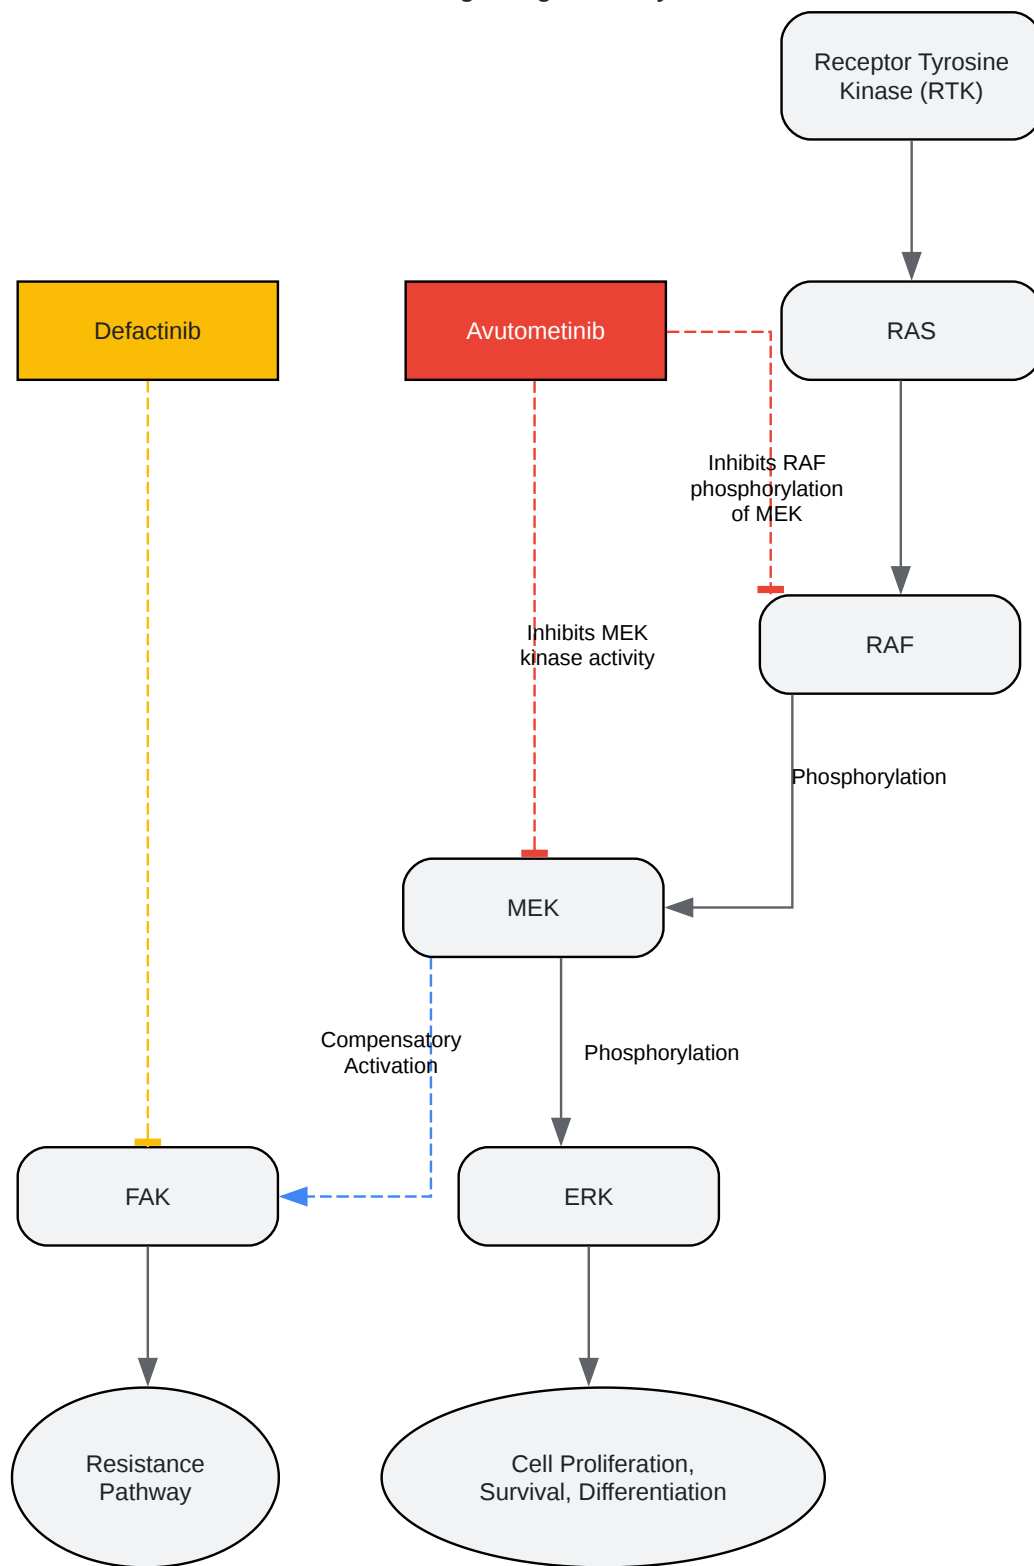 Receptor Tyrosine
Kinase (RTK)
Defactinib
Avutometinib
RAS
Inhibits RAF
phosphorylation
of MEK
Inhibits MEK
kinase activity
RAF
Phosphorylation
MEK
Compensatory
Activation
Phosphorylation
FAK
ERK
Resistance
Pathway
Cell Proliferation,
Survival, Differentiation